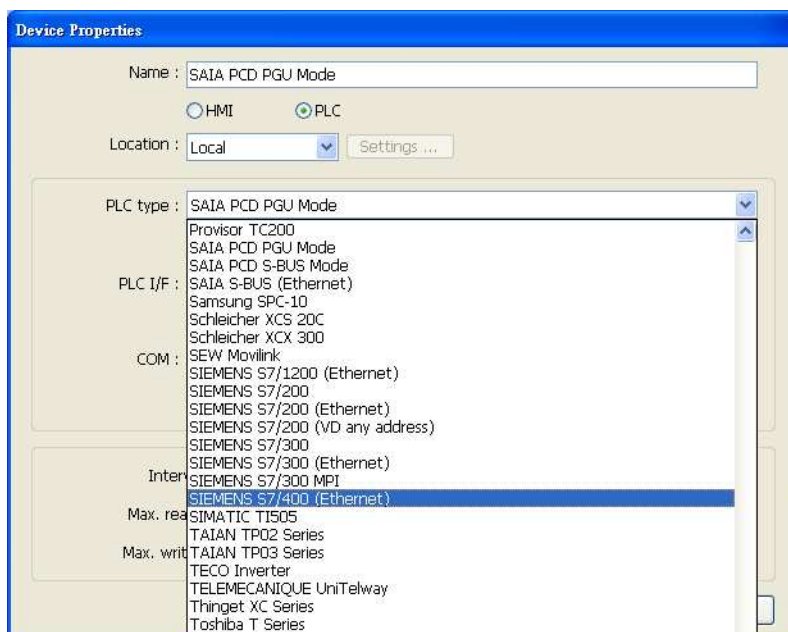 Device Properties
Name : SAIA PCD PGU Mode
HMI PLC
Location : Local Settings ...
PLC type : SAIA PCD PGU Mode
Provisor TC200
SAIA PCD PGU Mode
SAIA PCD S-BUS Mode
PLC I/F : SAIA S-BUS (Ethernet)
Samsung SPC-10
Schleicher XCS 20C
Schleicher XCX 300
COM : SEW Movilink
SIEMENS S7/1200 (Ethernet)
SIEMENS S7/200
SIEMENS S7/200 (Ethernet)
SIEMENS S7/200 (VD any address)
SIEMENS S7/300
SIEMENS S7/300 (Ethernet)
Inter SIEMENS S7/300 MPI
SIEMENS S7/400 (Ethernet)
Max. rea SIMATIC TI505
TAIAN TP02 Series
Max. writ TAIAN TP03 Series
TECO Inverter
TELEMECANIQUE UniTelway
Thinget XC Series
Toshiba T Series